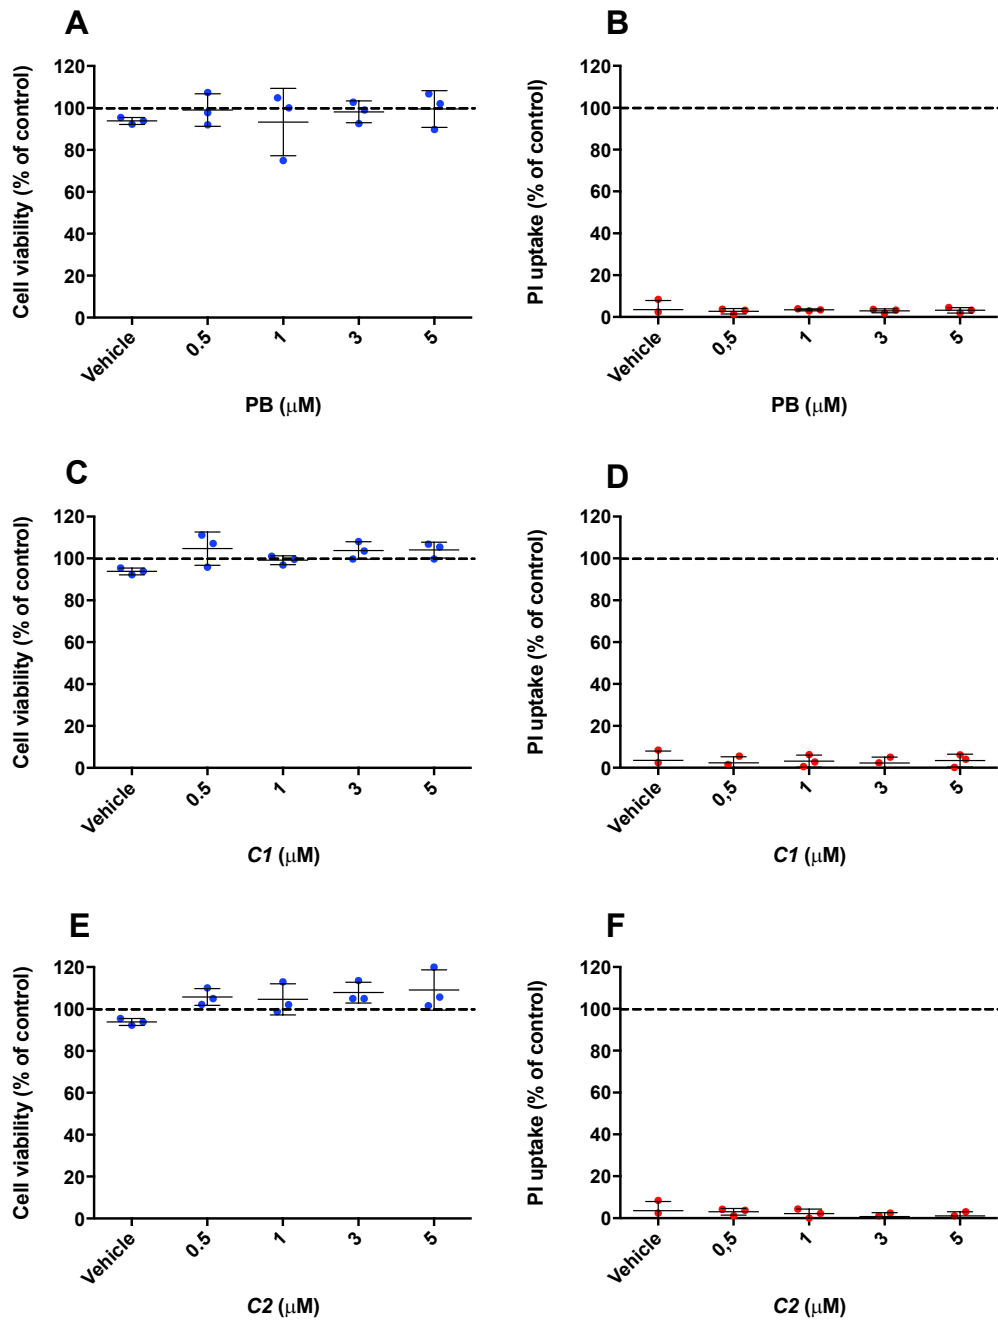 A
Cell viability (% of control)
120
100
80
60
40
20
0
Vehicle
0.5
1
3
5
PB (μM)
B
PI uptake (% of control)
120
100
80
60
40
20
0
Vehicle
0,5
1
3
5
PB (μM)
C
Cell viability (% of control)
120
100
80
60
40
20
0
Vehicle
0.5
1
3
5
C1 (μM)
D
PI uptake (% of control)
120
100
80
60
40
20
0
Vehicle
0,5
1
3
5
C1 (μM)
E
Cell viability (% of control)
120
100
80
60
40
20
0
Vehicle
0.5
1
3
5
C2 (μM)
F
PI uptake (% of control)
120
100
80
60
40
20
0
Vehicle
0,5
1
3
5
C2 (μM)